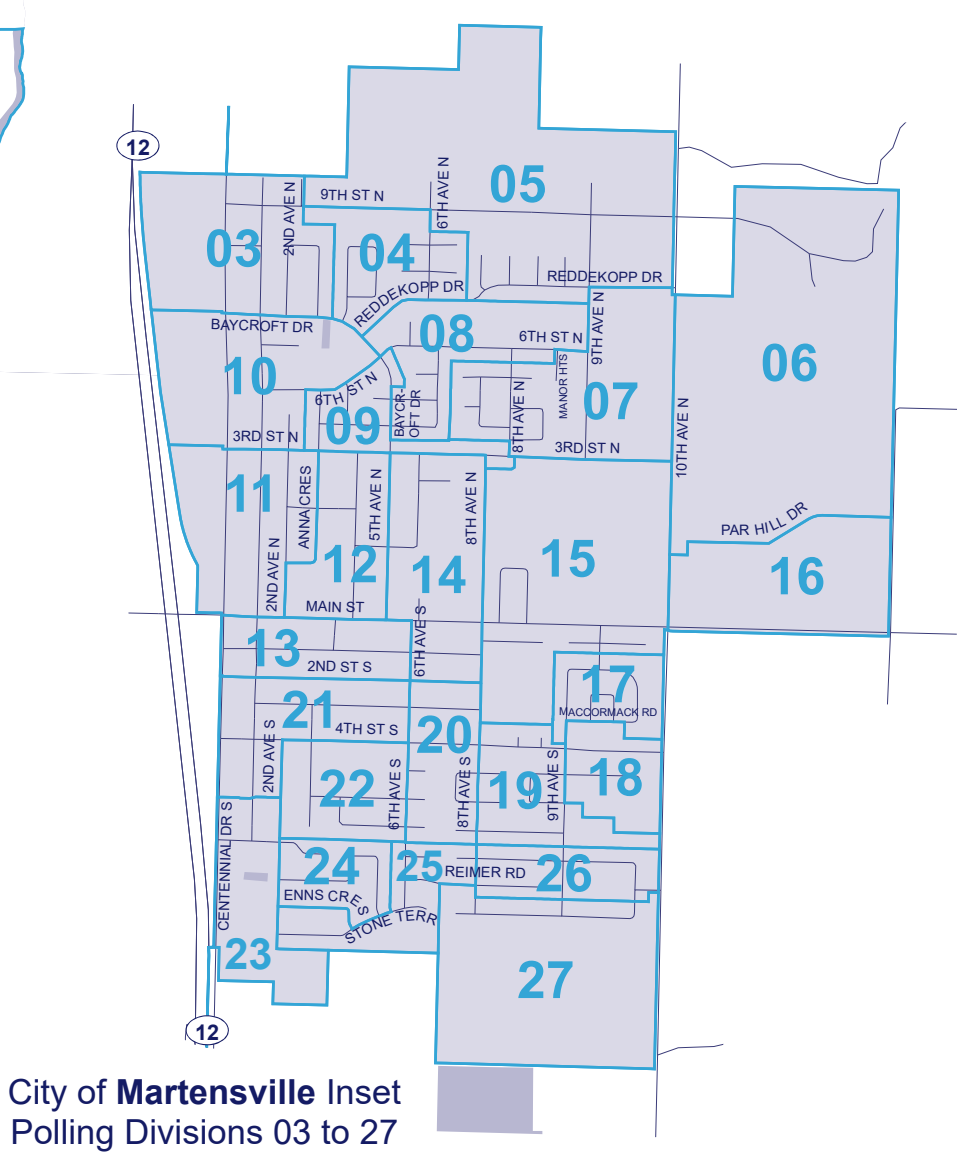 12
05
6TH AVE N
9TH ST N
2ND AVE N
03
04
REDDEKOPP DR
REDDEKOPP DR
9TH AVE N
BAYCROFT DR
08
6TH ST N
06
10
6TH ST N
BAYCR-
OFT DR
MANOR HTS
07
8TH AVE N
09
3RD ST N
3RD ST N
10TH AVE N
11
ANNA CRES
5TH AVE N
8TH AVE N
PAR HILL DR
2ND AVE N
12
14
15
16
MAIN ST
6TH AVE S
13
2ND ST S
17
MACCORMACK RD
21
4TH ST S
20
2ND AVE S
22
6TH AVE S
8TH AVE S
19
9TH AVE S
18
CENTENNIAL DR S
24
25
REIMER RD
26
ENNS CRES
STONE TERR
23
27
12
City of Martensville Inset
Polling Divisions 03 to 27